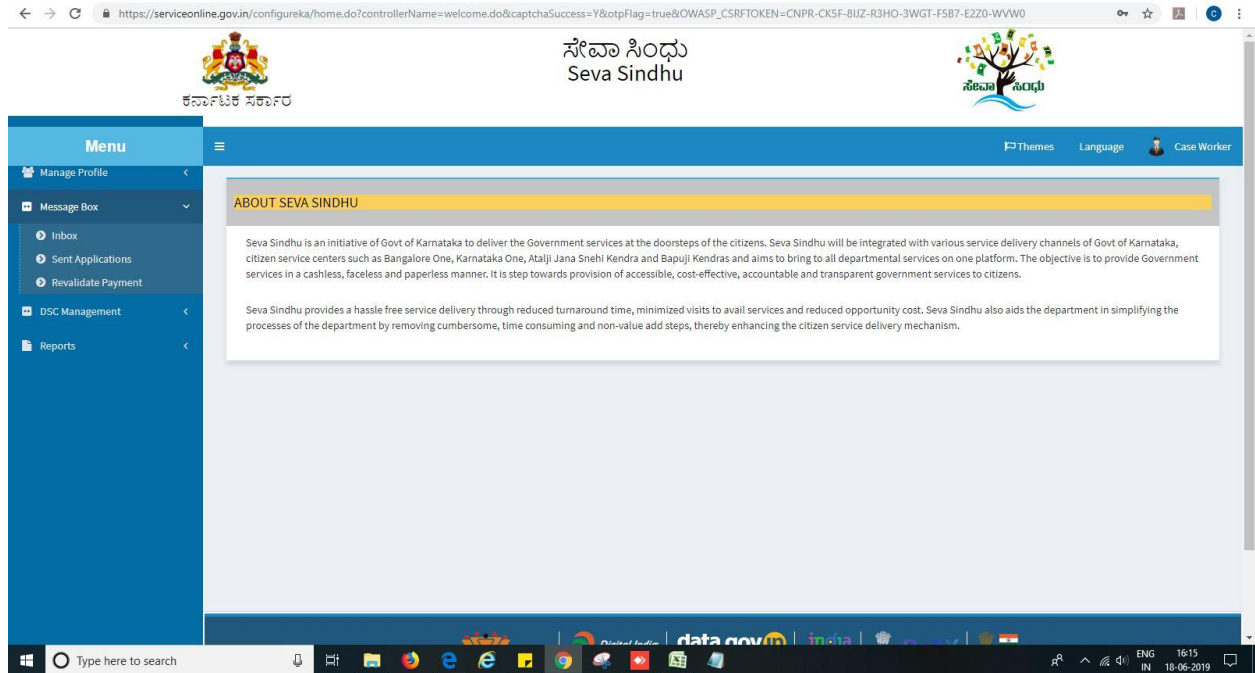 https://serviceonline.gov.in/configureka/home.do?controllerName=welcome.do&captchaSuccess=Y&otpFlag=true&OWASP_CSRFTOKEN=CNPR-CK5F-8IJZ-R3HO-3WGT-F5B7-E2Z0-WVW0
C
ಕರ್ನಾಟಕ ಸರ್ಕಾರ
ಸೇವಾ ಸಿಂಧು
Seva Sindhu
ಸೇವಾ ಸಿಂಧು
Menu
Themes Language Case Worker
Manage Profile
Message Box
Inbox
Sent Applications
Revalidate Payment
DSC Management
Reports
ABOUT SEVA SINDHU
Seva Sindhu is an initiative of Govt of Karnataka to deliver the Government services at the doorsteps of the citizens. Seva Sindhu will be integrated with various service delivery channels of Govt of Karnataka,
citizen service centers such as Bangalore One, Karnataka One, Atalji Jana Snehi Kendra and Bapuji Kendras and aims to bring to all departmental services on one platform. The objective is to provide Government
services in a cashless, faceless and paperless manner. It is step towards provision of accessible, cost-effective, accountable and transparent government services to citizens.
Seva Sindhu provides a hassle free service delivery through reduced turnaround time, minimized visits to avail services and reduced opportunity cost. Seva Sindhu also aids the department in simplifying the
processes of the department by removing cumbersome, time consuming and non-value add steps, thereby enhancing the citizen service delivery mechanism.
Digital India data.gov.in india
Type here to search
ENG 16:15
IN 18-06-2019